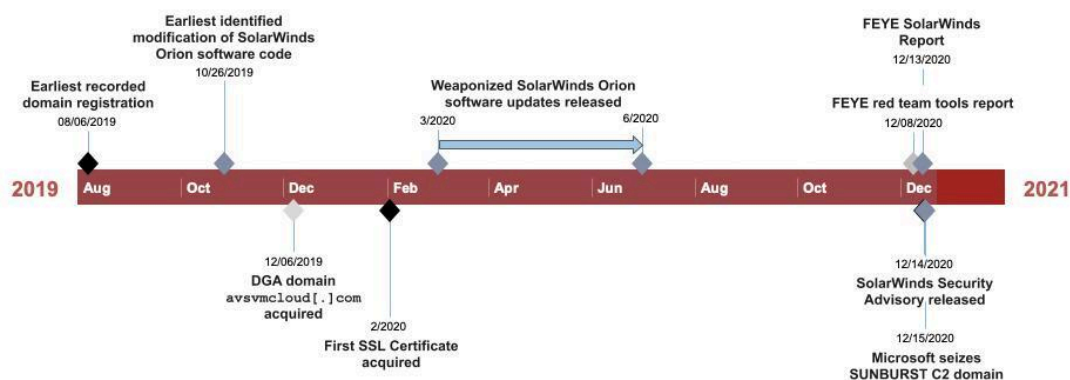 Earliest identified
modification of SolarWinds
Orion software code
10/26/2019
Earliest recorded
domain registration
08/06/2019
Weaponized SolarWinds Orion
software updates released
3/2020
6/2020
FEYE SolarWinds
Report
12/13/2020
FEYE red team tools report
12/08/2020
2019
Aug
Oct
Dec
Feb
Apr
Jun
Aug
Oct
Dec
2021
12/06/2019
DGA domain
avsvmcloud[.]com
acquired
2/2020
First SSL Certificate
acquired
12/14/2020
SolarWinds Security
Advisory released
12/15/2020
Microsoft seizes
SUNBURST C2 domain